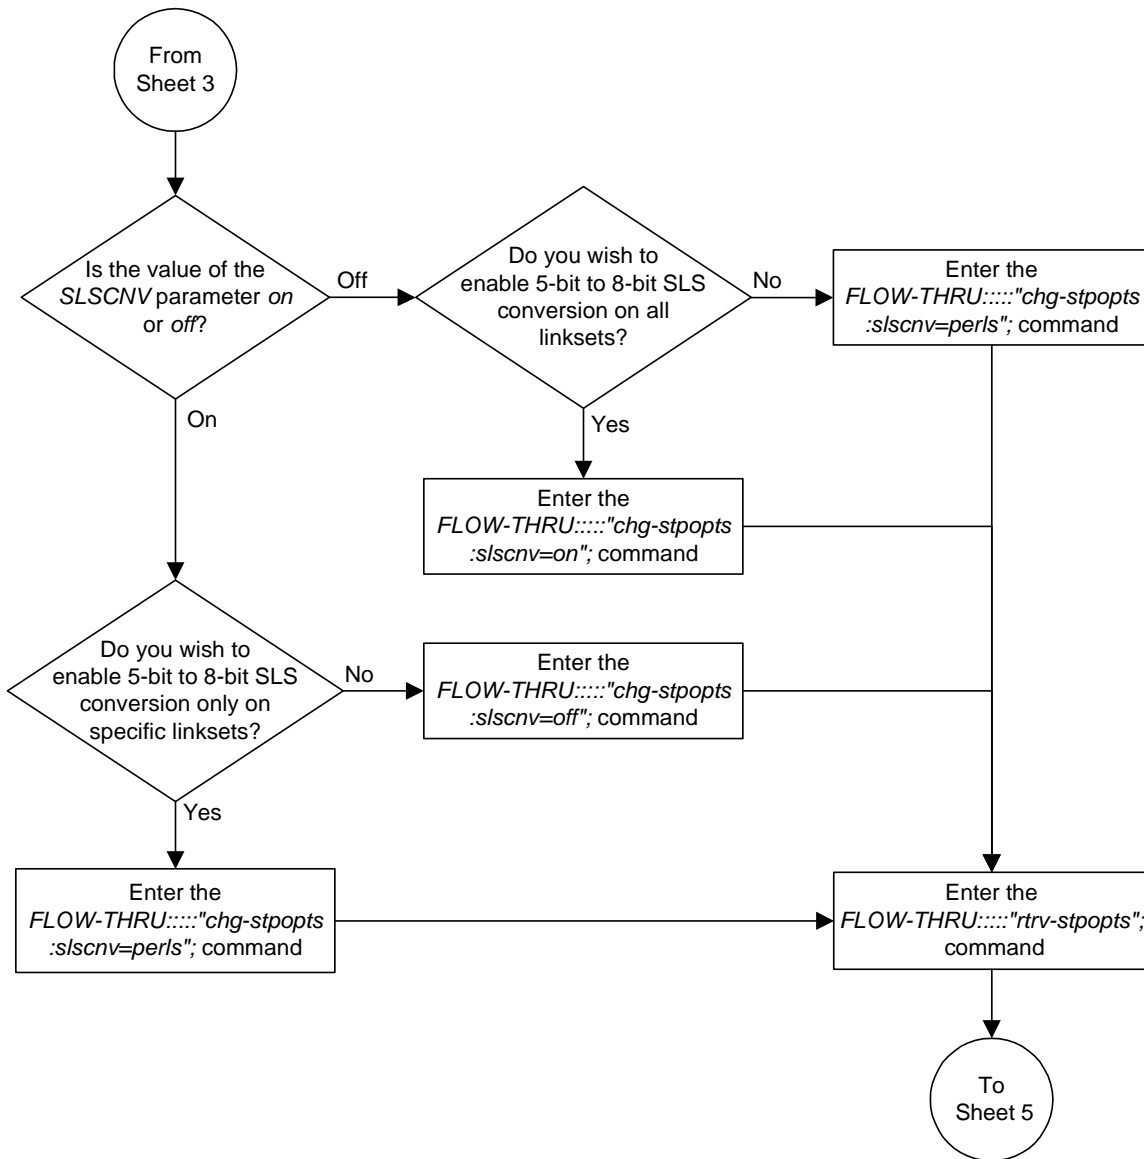 From
Sheet 3
Is the value of the
SLSCNV parameter on
or off?
Off
Do you wish to
enable 5-bit to 8-bit SLS
conversion on all
linksets?
No
Enter the
FLOW-THRU:::::"chg-stpopts
:slscnv=perls"; command
On
Yes
Enter the
FLOW-THRU:::::"chg-stpopts
:slscnv=on"; command
Do you wish to
enable 5-bit to 8-bit SLS
conversion only on
specific linksets?
No
Enter the
FLOW-THRU:::::"chg-stpopts
:slscnv=off"; command
Yes
Enter the
FLOW-THRU:::::"chg-stpopts
:slscnv=perls"; command
Enter the
FLOW-THRU:::::"rtrv-stpopts";
command
To
Sheet 5